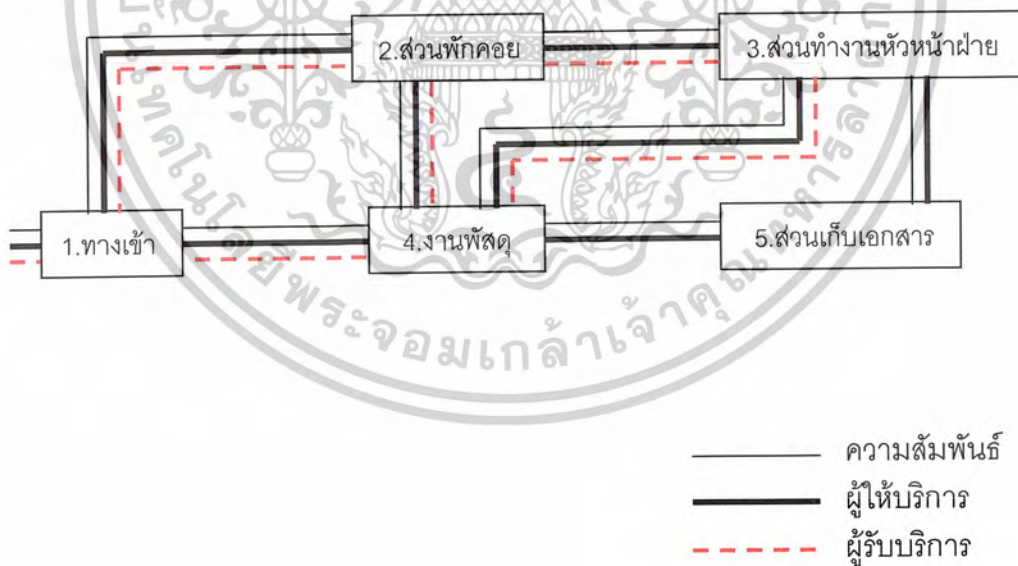 2.ส่วนพักคอย
3.ส่วนทำงานหัวหน้าฝ่าย
1.ทางเข้า
4.งานพัสดุ
5.ส่วนเก็บเอกสาร
ความสัมพันธ์
ผู้ให้บริการ
ผู้รับบริการ